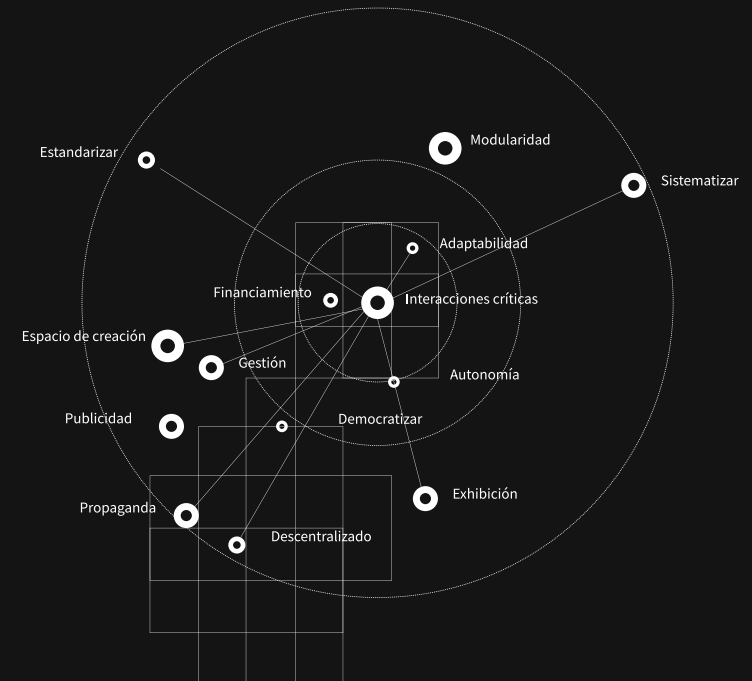 Modularidad
Estandarizar
Sistematizar
Adaptabilidad
Financiamiento
Interacciones críticas
Espacio de creación
Gestión
Autonomía
Publicidad
Democratizar
Exhibición
Propaganda
Descentralizado